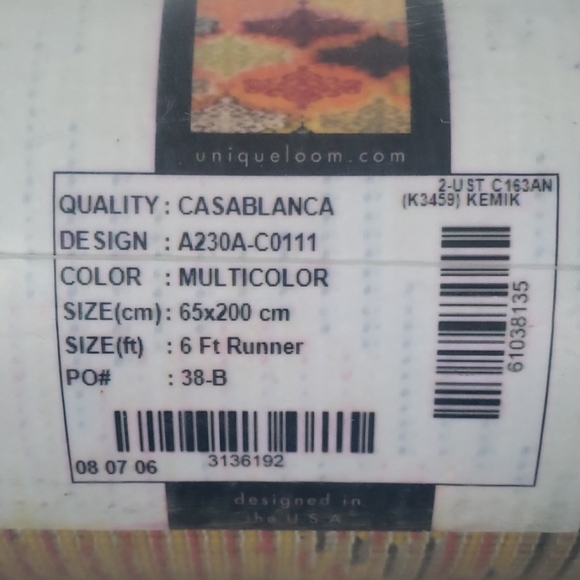 uniqueloom.com
2-UST C163AN
(K3459) KEMIK
QUALITY : CASABLANCA
DESIGN : A230A-C0111
COLOR : MULTICOLOR
SIZE(cm) : 65x200 cm
SIZE(ft) : 6 Ft Runner
PO# : 38-B
61038135
3136192
08 07 06
designed in
the USA